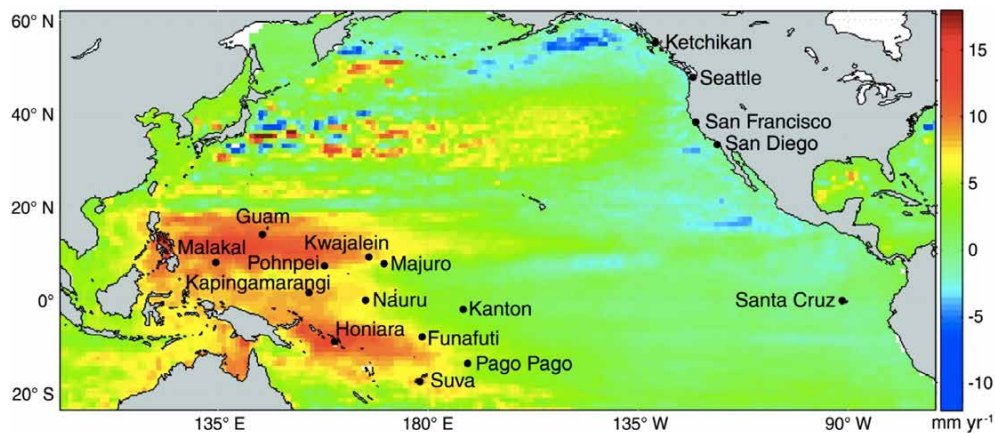 60° N
40° N
20° N
0°
20° S
135° E
180° E
135° W
90° W
Ketchikan
Seattle
San Francisco
San Diego
Guam
Malakal
Kwajalein
Pohnpei
Majuro
Kapingamarangi
Nauru
Kanton
Santa Cruz
Honiara
Funafuti
Pago Pago
Suva
15
10
5
0
-5
-10
mm yr-1